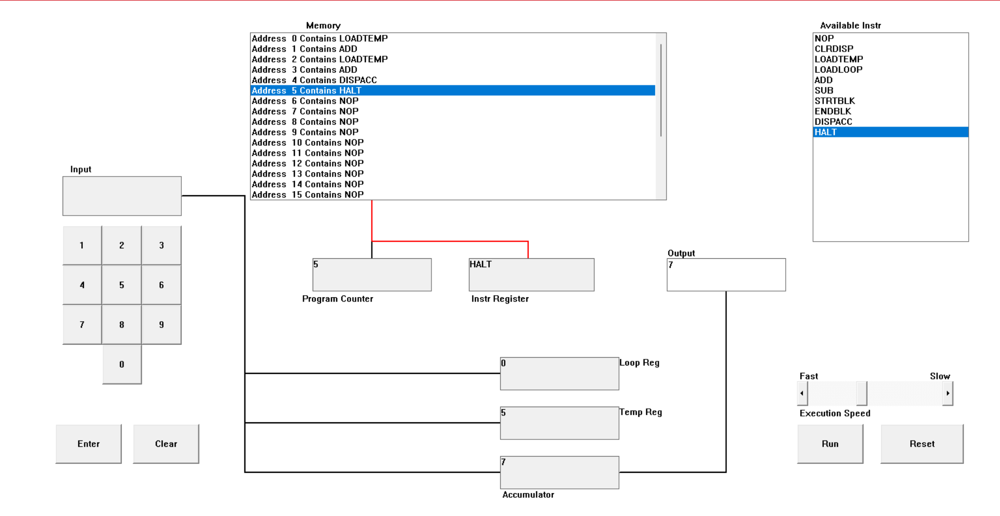 Memory
Address 0 Contains LOADTEMP
Address 1 Contains ADD
Address 2 Contains LOADTEMP
Address 3 Contains ADD
Address 4 Contains DISPACC
Address 5 Contains HALT
Address 6 Contains NOP
Address 7 Contains NOP
Address 8 Contains NOP
Address 9 Contains NOP
Address 10 Contains NOP
Address 11 Contains NOP
Address 12 Contains NOP
Address 13 Contains NOP
Address 14 Contains NOP
Address 15 Contains NOP
Available Instr
NOP
CLRDISP
LOADTEMP
LOADLOOP
ADD
SUB
STRTBLK
ENDBLK
DISPACC
HALT
Input
1 2 3
4 5 6
7 8 9
0
Enter Clear
5
Program Counter
HALT
Instr Register
Output
7
0
Loop Reg
5
Temp Reg
7
Accumulator
Fast Slow
Execution Speed
Run Reset